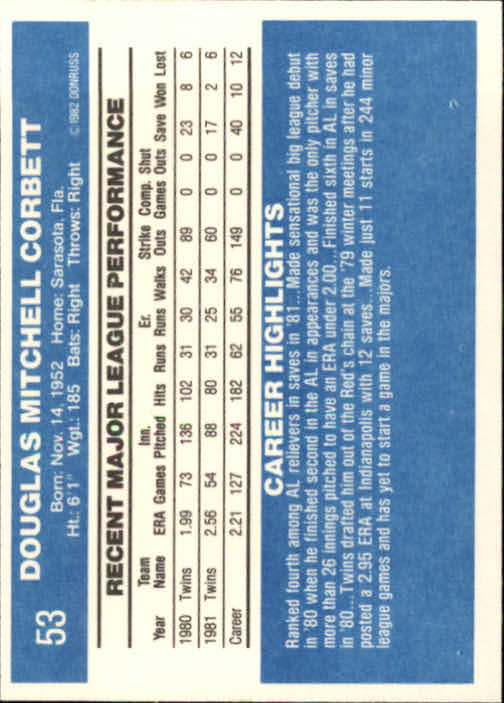 53
DOUGLAS MITCHELL CORBETT
Born: Nov. 14, 1952 Home: Sarasota, Fla.
Ht.: 6'1" Wgt.: 185 Bats: Right Throws: Right © 1982 DONRUSS
RECENT MAJOR LEAGUE PERFORMANCE
Team Inn. Er. Strike Comp. Shut
Year Name ERA Games Pitched Hits Runs Runs Walks Outs Games Outs Save Won Lost
1980 Twins 1.99 73 136 102 31 30 42 89 0 0 23 8 6
1981 Twins 2.56 54 88 80 31 25 34 60 0 0 17 2 6
Career 2.21 127 224 182 62 55 76 149 0 0 40 10 12
CAREER HIGHLIGHTS
Ranked fourth among AL relievers in saves in '81...Made sensational big league debut
in '80 when he finished second in the AL in appearances and was the only pitcher with
more than 26 innings pitched to have an ERA under 2.00...Finished sixth in AL in saves
in '80...Twins drafted him out of the Red's chain at the '79 winter meetings after he had
posted a 2.95 ERA at Indianapolis with 12 saves...Made just 11 starts in 244 minor
league games and has yet to start a game in the majors.